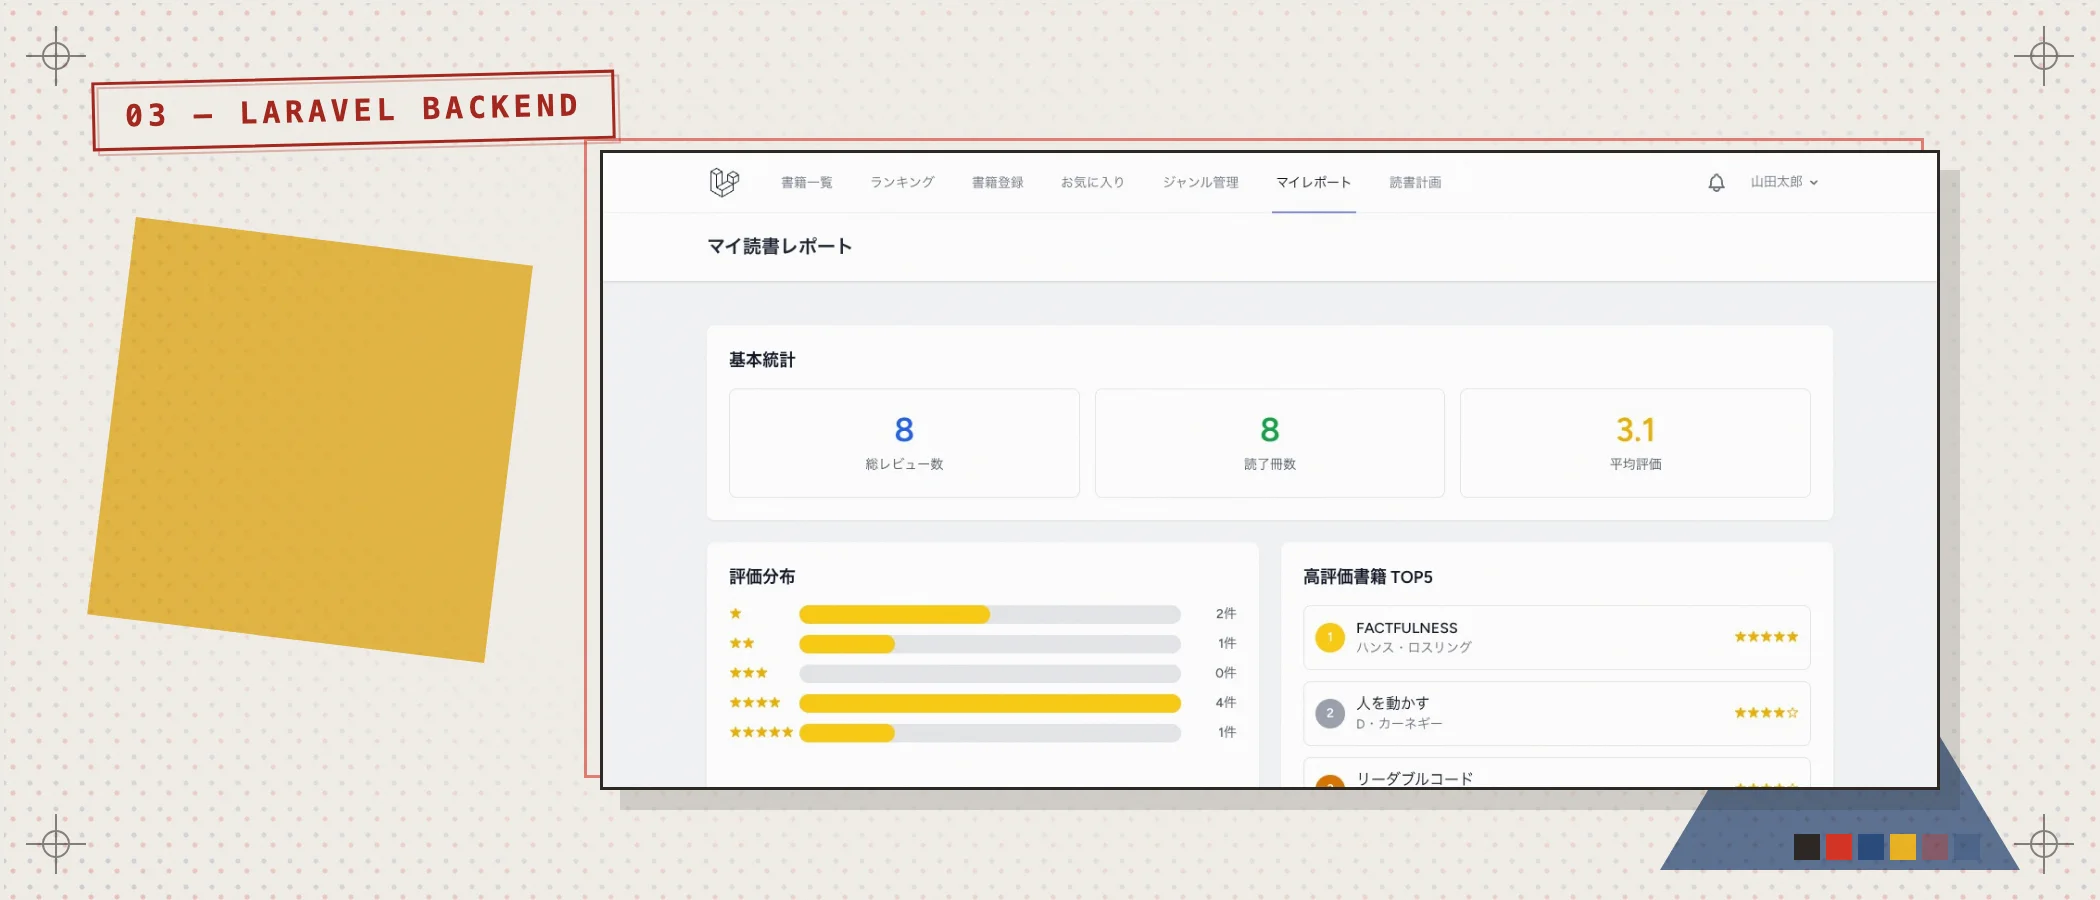 03 — LARAVEL BACKEND
書籍一覧 ランキング 書籍登録 お気に入り ジャンル管理 マイレポート 読書計画 山田太郎
マイ読書レポート
基本統計
8
総レビュー数
8
読了冊数
3.1
平均評価
評価分布
★ 2件
★★ 1件
★★★ 0件
★★★★ 4件
★★★★★ 1件
高評価書籍 TOP5
1 FACTFULNESS ★★★★★
ハンス・ロスリング
2 人を動かす ★★★★☆
D・カーネギー
リーダブルコード